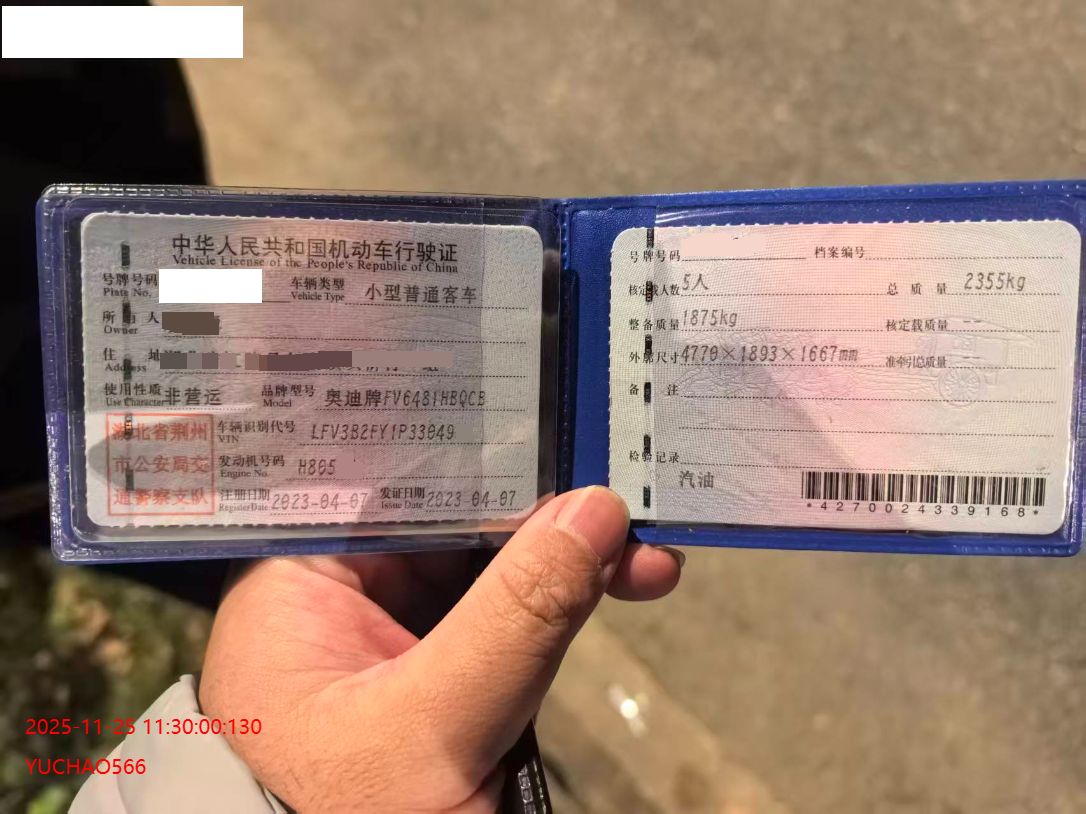 中华人民共和国机动车行驶证
Vehicle License of the People's Republic of China
号牌号码
Plate No.
车辆类型 小型普通客车
Vehicle Type
所有人
Owner
住址
Address
使用性质 非营运
Use Character
品牌型号 奥迪牌FV6481HBQCB
Model
湖北省荆州
市公安局交
通警察支队
车辆识别代号 LFV3B2FY1P33049
VIN
发动机号码 H805
Engine No.
注册日期 2023-04-07
Register Date
发证日期 2023-04-07
Issue Date
号牌号码
档案编号
核定载人数 5人
总质量 2355kg
整备质量 1875kg
核定载质量
外廓尺寸 4770×1893×1667mm
准牵引总质量
备注
检验记录
汽油
*4270024339168*
2025-11-25 11:30:00:130
YUCHAO566